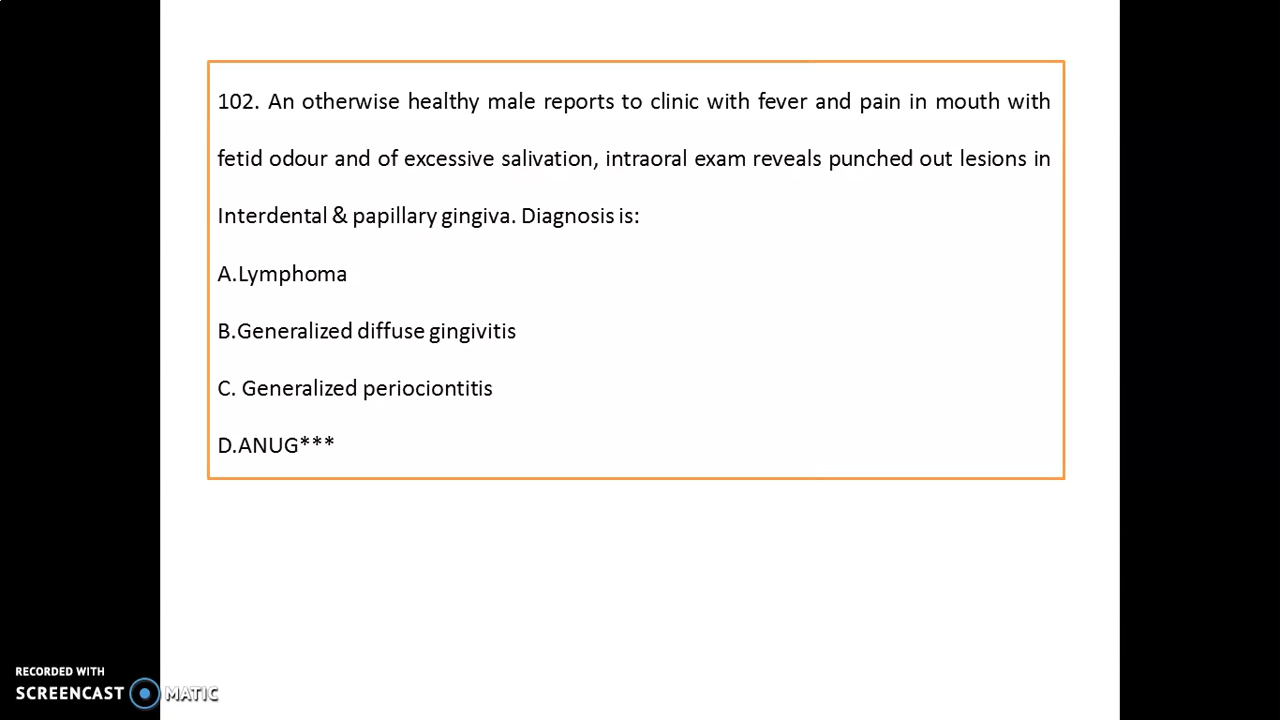 102. An otherwise healthy male reports to clinic with fever and pain in mouth with
fetid odour and of excessive salivation, intraoral exam reveals punched out lesions in
Interdental & papillary gingiva. Diagnosis is:
A.Lymphoma
B.Generalized diffuse gingivitis
C. Generalized periociontitis
D.ANUG***
RECORDED WITH
SCREENCAST MATIC